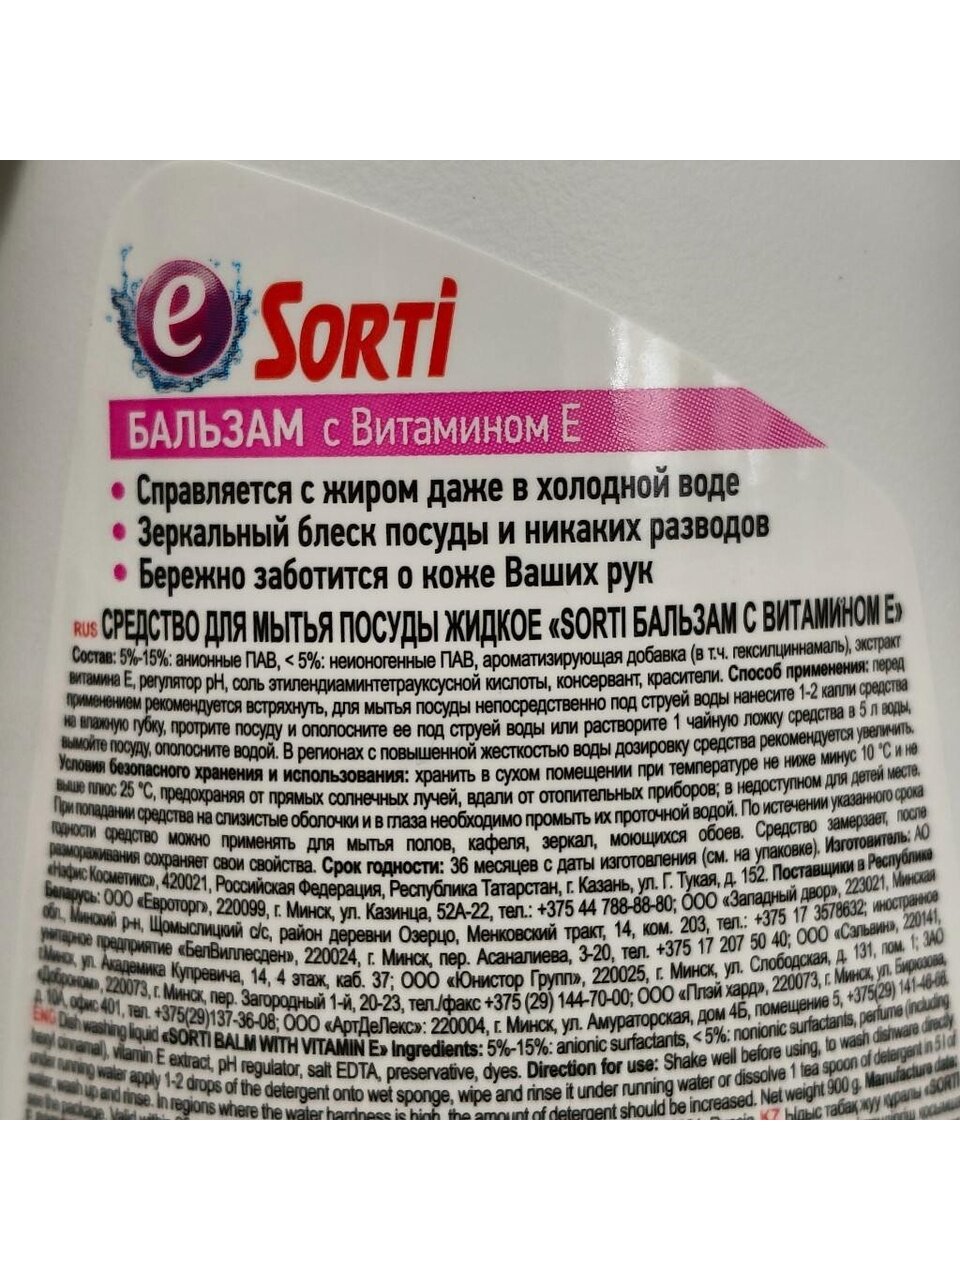 e SORTi
БАЛЬЗАМ с Витамином Е
• Справляется с жиром даже в холодной воде
• Зеркальный блеск посуды и никаких разводов
• Бережно заботится о коже Ваших рук
RUS СРЕДСТВО ДЛЯ МЫТЬЯ ПОСУДЫ ЖИДКОЕ «SORTI БАЛЬЗАМ С ВИТАМИНОМ Е»
Состав: 5%-15%: анионные ПАВ, < 5%: неионогенные ПАВ, ароматизирующая добавка (в т.ч. гексилциннамаль), экстракт
витамина Е, регулятор pH, соль этилендиаминтетрауксусной кислоты, консервант, красители. Способ применения: перед
применением рекомендуется встряхнуть, для мытья посуды непосредственно под струей воды нанесите 1-2 капли средства
на влажную губку, протрите посуду и ополосните ее под струей воды или растворите 1 чайную ложку средства в 5 л воды,
вымойте посуду, ополосните водой. В регионах с повышенной жесткостью воды дозировку средства рекомендуется увеличить.
Условия безопасного хранения и использования: хранить в сухом помещении при температуре не ниже минус 10 °С и не
выше плюс 25 °С, предохраняя от прямых солнечных лучей, вдали от отопительных приборов; в недоступном для детей месте.
При попадании средства на слизистые оболочки и в глаза необходимо промыть их проточной водой. По истечении указанного срока
годности средство можно применять для мытья полов, кафеля, зеркал, моющихся обоев. Средство замерзает, после
размораживания сохраняет свои свойства. Срок годности: 36 месяцев с даты изготовления (см. на упаковке). Изготовитель: АО
«Нэфис Косметикс», 420021, Российская Федерация, Республика Татарстан, г. Казань, ул. Г. Тукая, д. 152. Поставщики в Республике
Беларусь: ООО «Евроторг», 220099, г. Минск, ул. Казинца, 52А-22, тел.: +375 44 788-88-80; ООО «Западный двор», 223021, Минская
обл., Минский р-н, Щомыслицкий с/с, район деревни Озерцо, Менковский тракт, 14, ком. 203, тел.: +375 17 3578632; иностранное
унитарное предприятие «БелВиллесден», 220024, г. Минск, пер. Асаналиева, 3-20, тел. +375 17 207 50 40; ООО «Сэльвин», 220141,
г.Минск, ул. Академика Купревича, 14, 4 этаж, каб. 37; ООО «Юнистор Групп», 220025, г. Минск, ул. Слободская, д. 131, пом. 1; ЗАО
«Доброном», 220073, г. Минск, пер. Загородный 1-й, 20-23, тел./факс +375 (29) 144-70-00; ООО «Плэй хард», 220073, г. Минск, ул. Бирюзова,
д. 10А, офис 401, тел. +375(29)137-36-08; ООО «АртДеЛекс»: 220004, г. Минск, ул. Амураторская, дом 4Б, помещение 5, +375(29) 141-46-66.
ENG Dish washing liquid «SORTI BALM WITH VITAMIN E» Ingredients: 5%-15%: anionic surfactants, < 5%: nonionic surfactants, perfume (including
hexyl cinnamal), vitamin E extract, pH regulator, salt EDTA, preservative, dyes. Direction for use: Shake well before using, to wash dishware directly
under running water apply 1-2 drops of the detergent onto wet sponge, wipe and rinse it under running water or dissolve 1 tea spoon of detergent in 5 l of
water, wash up and rinse. In regions where the water hardness is high, the amount of detergent should be increased. Net weight 900 g. Manufacture date:
see the package. KZ Ыдыс табақ жуу құралы «SORTI